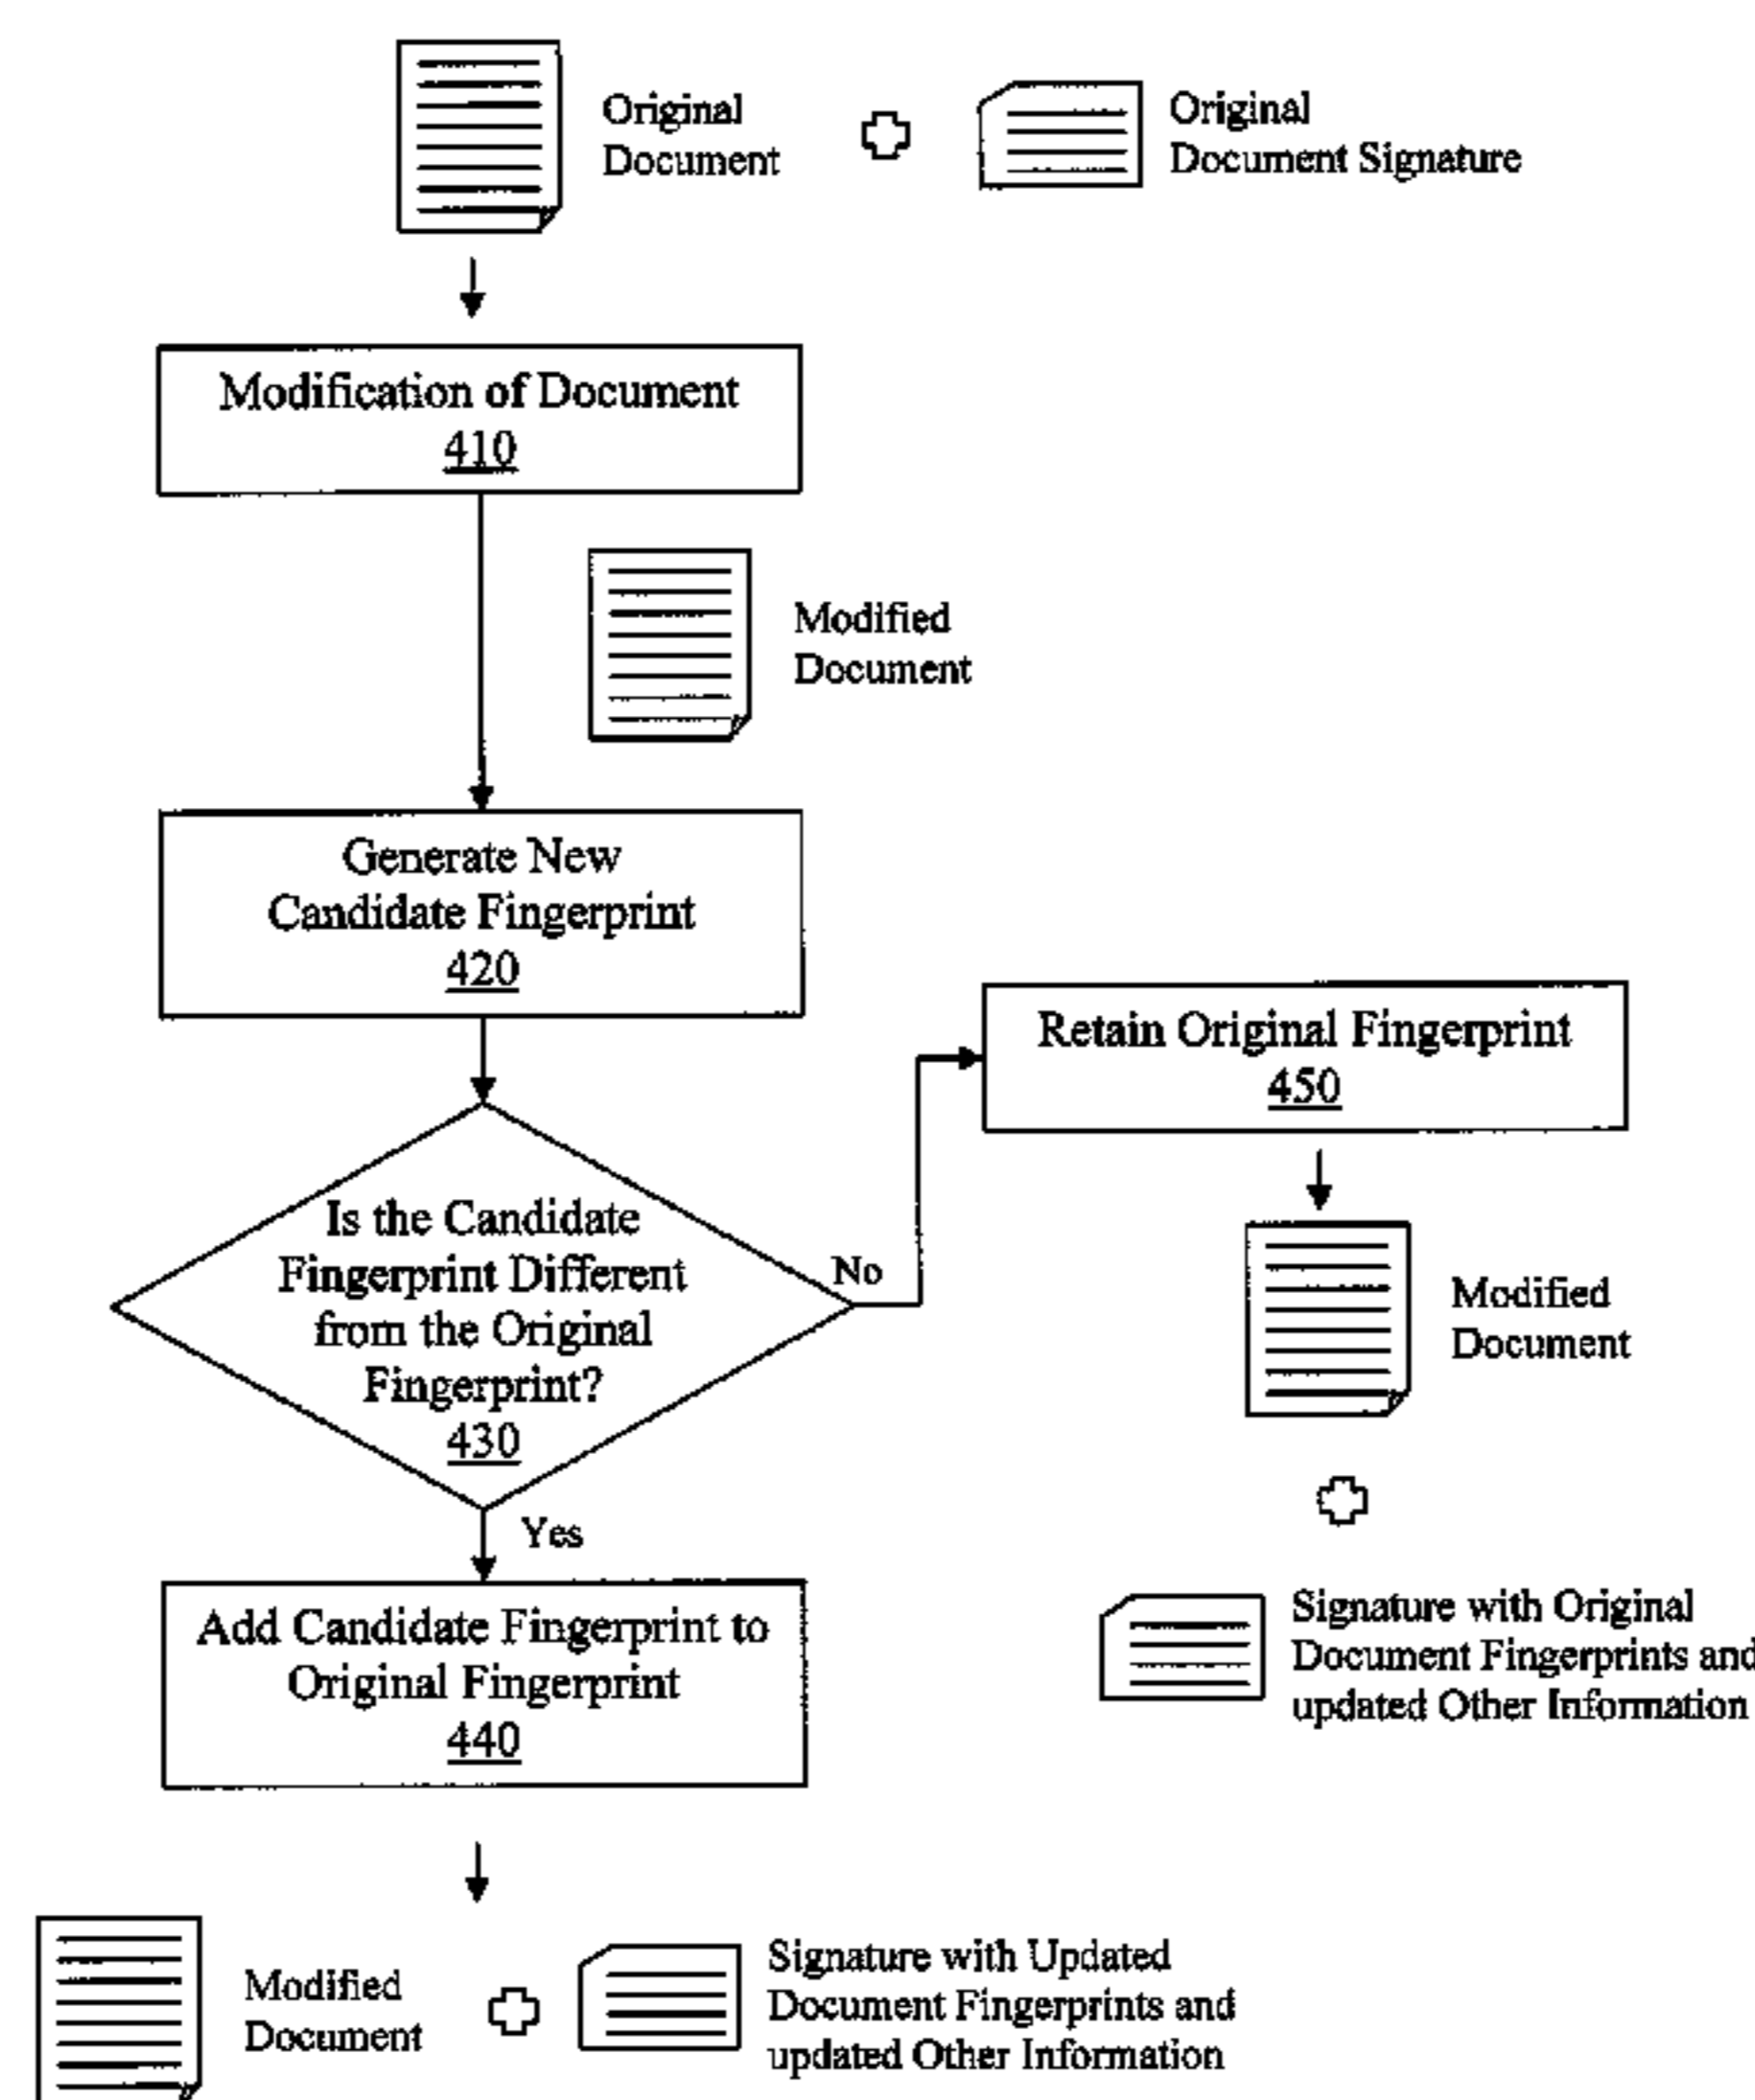 Original
Document
Original
Document Signature
Modification of Document
410
Modified
Document
Generate New
Candidate Fingerprint
420
Retain Original Fingerprint
450
Is the Candidate
Fingerprint Different
from the Original
Fingerprint?
430
No
Modified
Document
Yes
Add Candidate Fingerprint to
Original Fingerprint
440
Signature with Original
Document Fingerprints and
updated Other Information
Modified
Document
Signature with Updated
Document Fingerprints and
updated Other Information